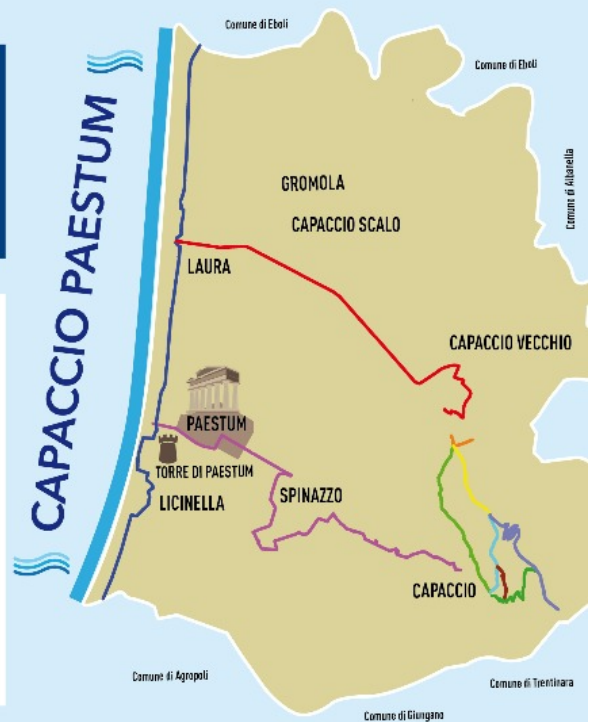 Comune di Eboli
Comune di Eboli
CAPACCIO PAESTUM
Comune di Albanella
GROMOLA
CAPACCIO SCALO
LAURA
CAPACCIO VECCHIO
PAESTUM
TORRE DI PAESTUM
LICINELLA
SPINAZZO
CAPACCIO
Comune di Agropoli
Comune di Trentinara
Comune di Giungano